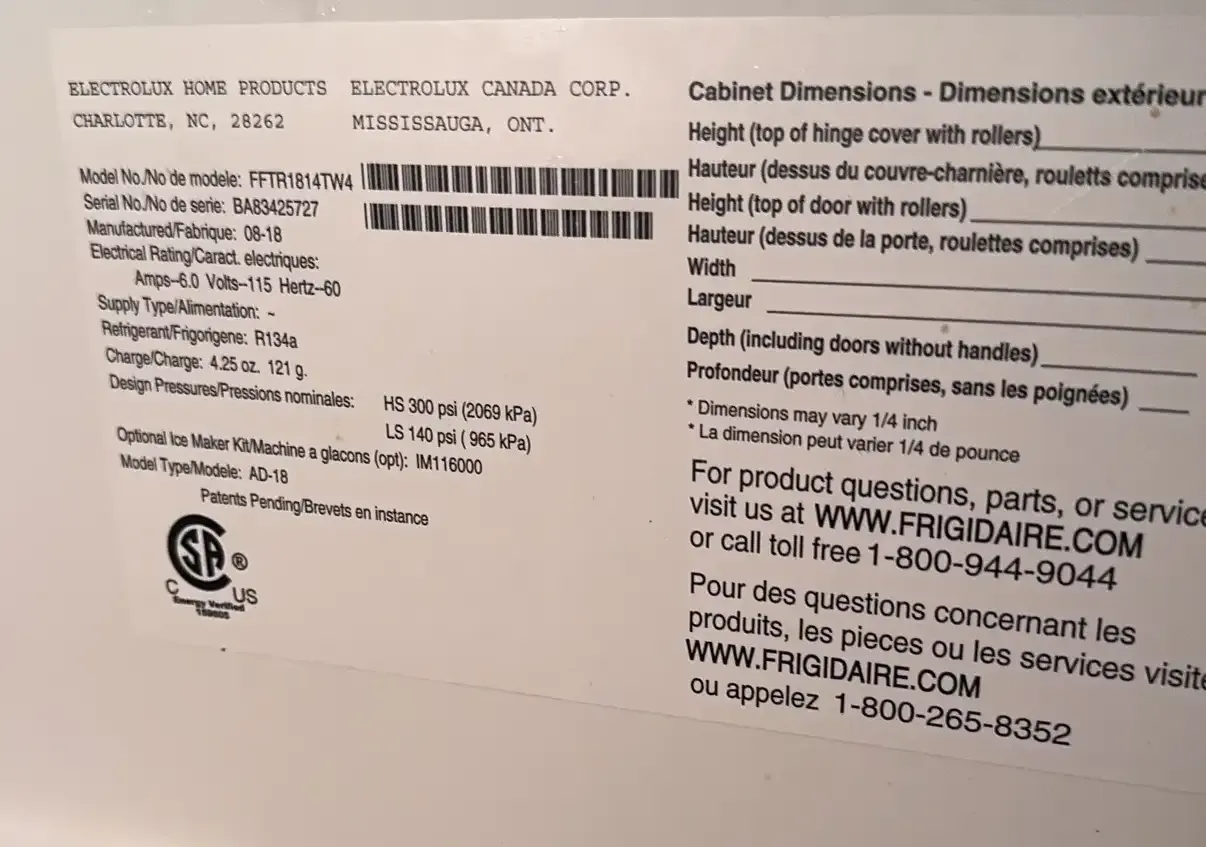 ELECTROLUX HOME PRODUCTS ELECTROLUX CANADA CORP.
CHARLOTTE, NC, 28262 MISSISSAUGA, ONT.
Model No./No de modele: FFTR1814TW4
Serial No./No de serie: BA83425727
Manufactured/Fabrique: 08-18
Electrical Rating/Caract. electriques:
Amps--6.0 Volts--115 Hertz--60
Supply Type/Alimentation: ~
Refrigerant/Frigorigene: R134a
Charge/Charge: 4.25 oz. 121 g.
Design Pressures/Pressions nominales: HS 300 psi (2069 kPa)
LS 140 psi ( 965 kPa)
Optional Ice Maker Kit/Machine a glacons (opt): IM116000
Model Type/Modele: AD-18
Patents Pending/Brevets en instance
SA ®
C US
Energy Verified
Cabinet Dimensions - Dimensions extérieur
Height (top of hinge cover with rollers)
Hauteur (dessus du couvre-charnière, rouletts comprise
Height (top of door with rollers)
Hauteur (dessus de la porte, roulettes comprises)
Width
Largeur
Depth (including doors without handles)
Profondeur (portes comprises, sans les poignées)
* Dimensions may vary 1/4 inch
* La dimension peut varier 1/4 de pounce
For product questions, parts, or service
visit us at WWW.FRIGIDAIRE.COM
or call toll free 1-800-944-9044
Pour des questions concernant les
produits, les pieces ou les services visite
WWW.FRIGIDAIRE.COM
ou appelez 1-800-265-8352